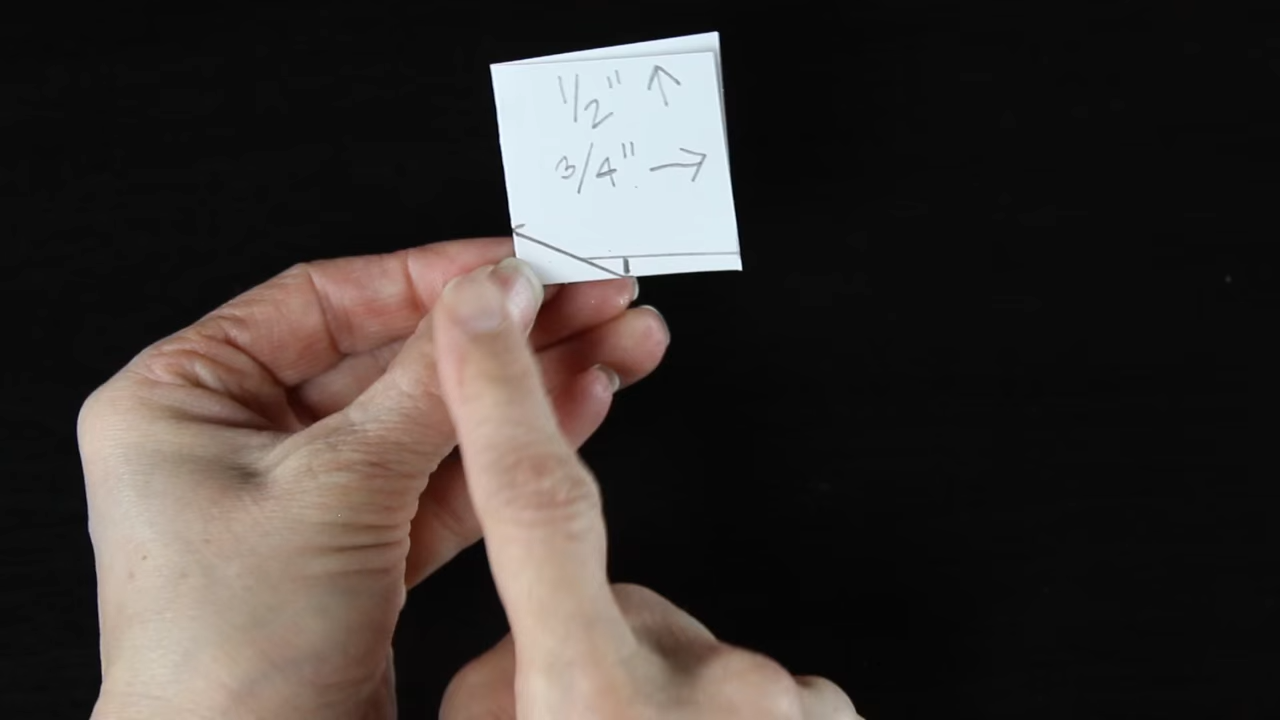 1/2" ↑
3/4" →